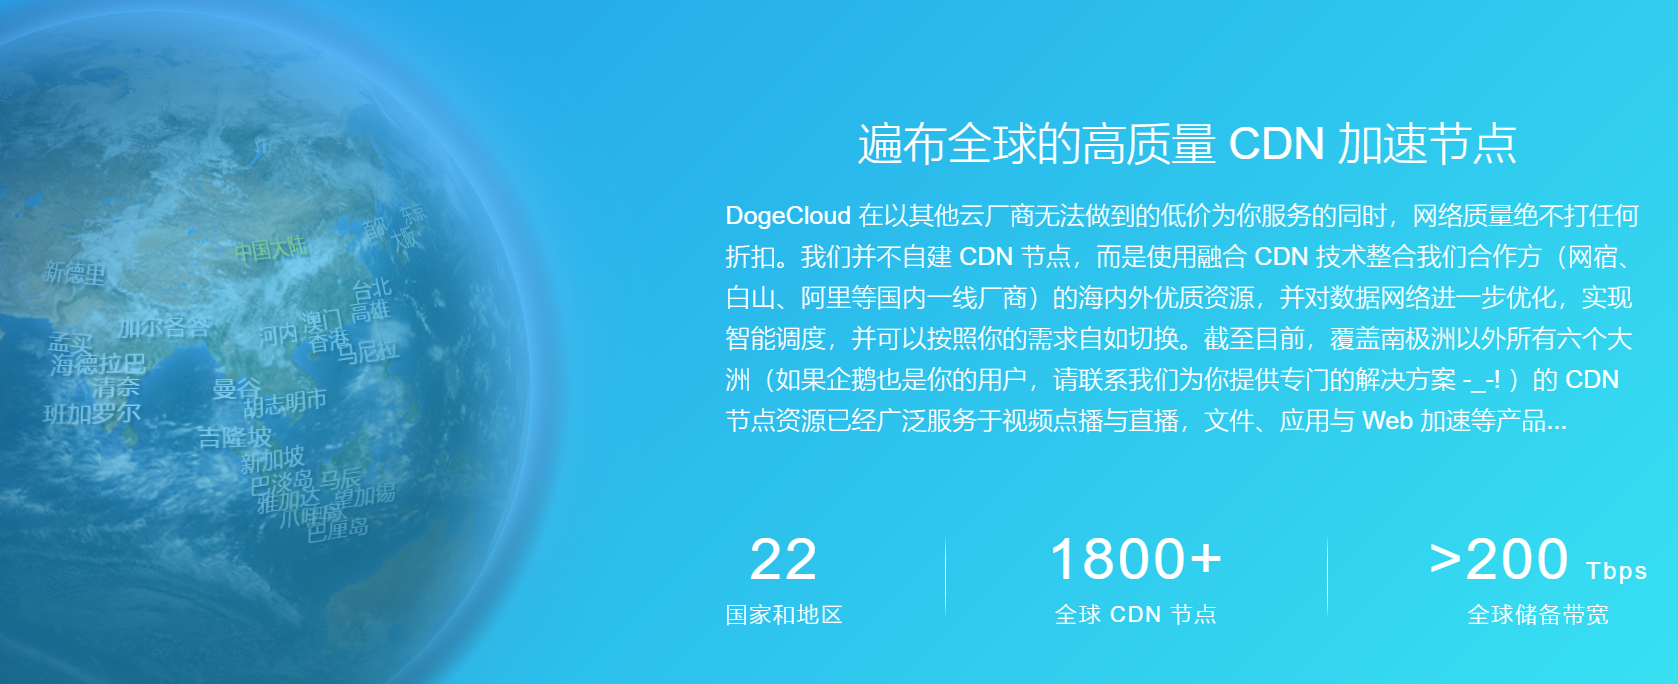 遍布全球的高质量 CDN 加速节点
DogeCloud 在以其他云厂商无法做到的低价为你服务的同时，网络质量绝不打任何
折扣。我们并不自建 CDN 节点，而是使用融合 CDN 技术整合我们合作方（网宿、
白山、阿里等国内一线厂商）的海内外优质资源，并对数据网络进一步优化，实现
智能调度，并可以按照你的需求自如切换。截至目前，覆盖南极洲以外所有六个大
洲（如果企鹅也是你的用户，请联系我们为你提供专门的解决方案 -_-! ）的 CDN
节点资源已经广泛服务于视频点播与直播，文件、应用与 Web 加速等产品...
22
国家和地区
1800+
全球 CDN 节点
>200 Tbps
全球储备带宽
首尔
东京
大阪
中国大陆
新德里
台北
高雄
加尔各答
河内
澳门
香港
马尼拉
孟买
海德拉巴
清奈
班加罗尔
曼谷
胡志明市
吉隆坡
新加坡
巴淡岛
马辰
雅加达
望加锡
爪哇岛
巴厘岛